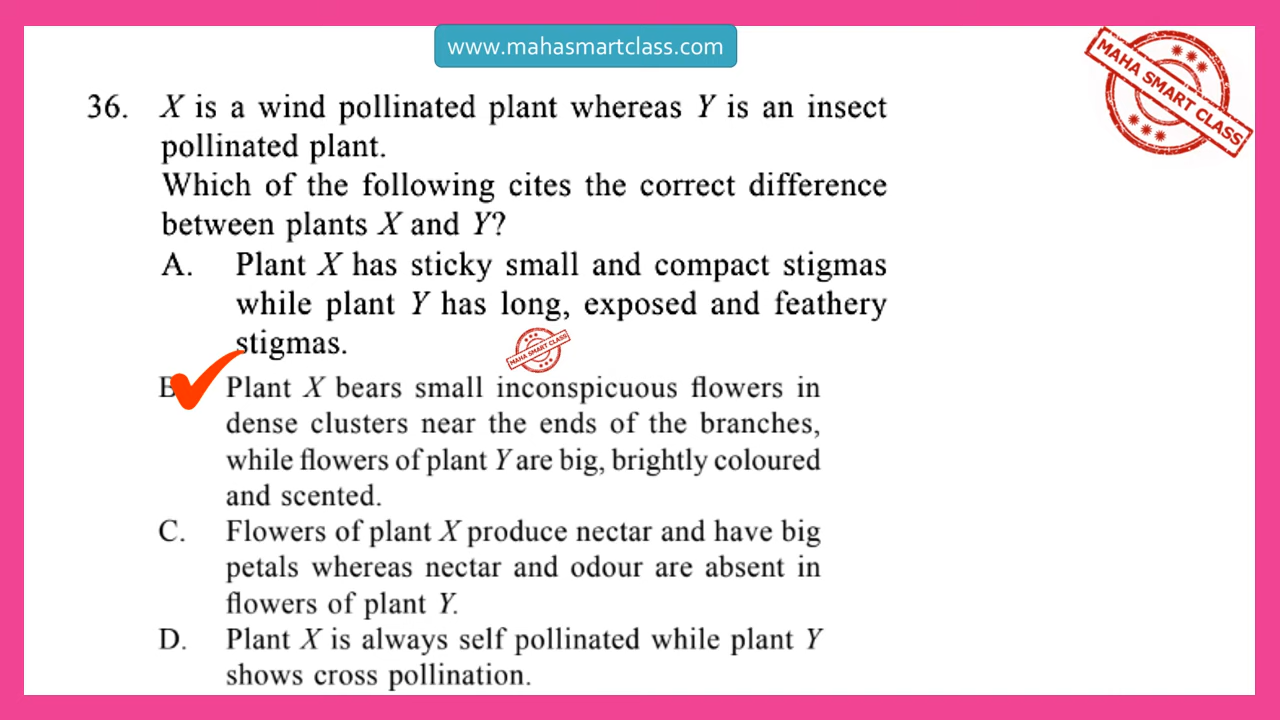 www.mahasmartclass.com
MAHA SMART CLASS
36. X is a wind pollinated plant whereas Y is an insect
pollinated plant.
Which of the following cites the correct difference
between plants X and Y?
A. Plant X has sticky small and compact stigmas
while plant Y has long, exposed and feathery
stigmas.
MAHA SMART CLASS
B. Plant X bears small inconspicuous flowers in
dense clusters near the ends of the branches,
while flowers of plant Y are big, brightly coloured
and scented.
C. Flowers of plant X produce nectar and have big
petals whereas nectar and odour are absent in
flowers of plant Y.
D. Plant X is always self pollinated while plant Y
shows cross pollination.